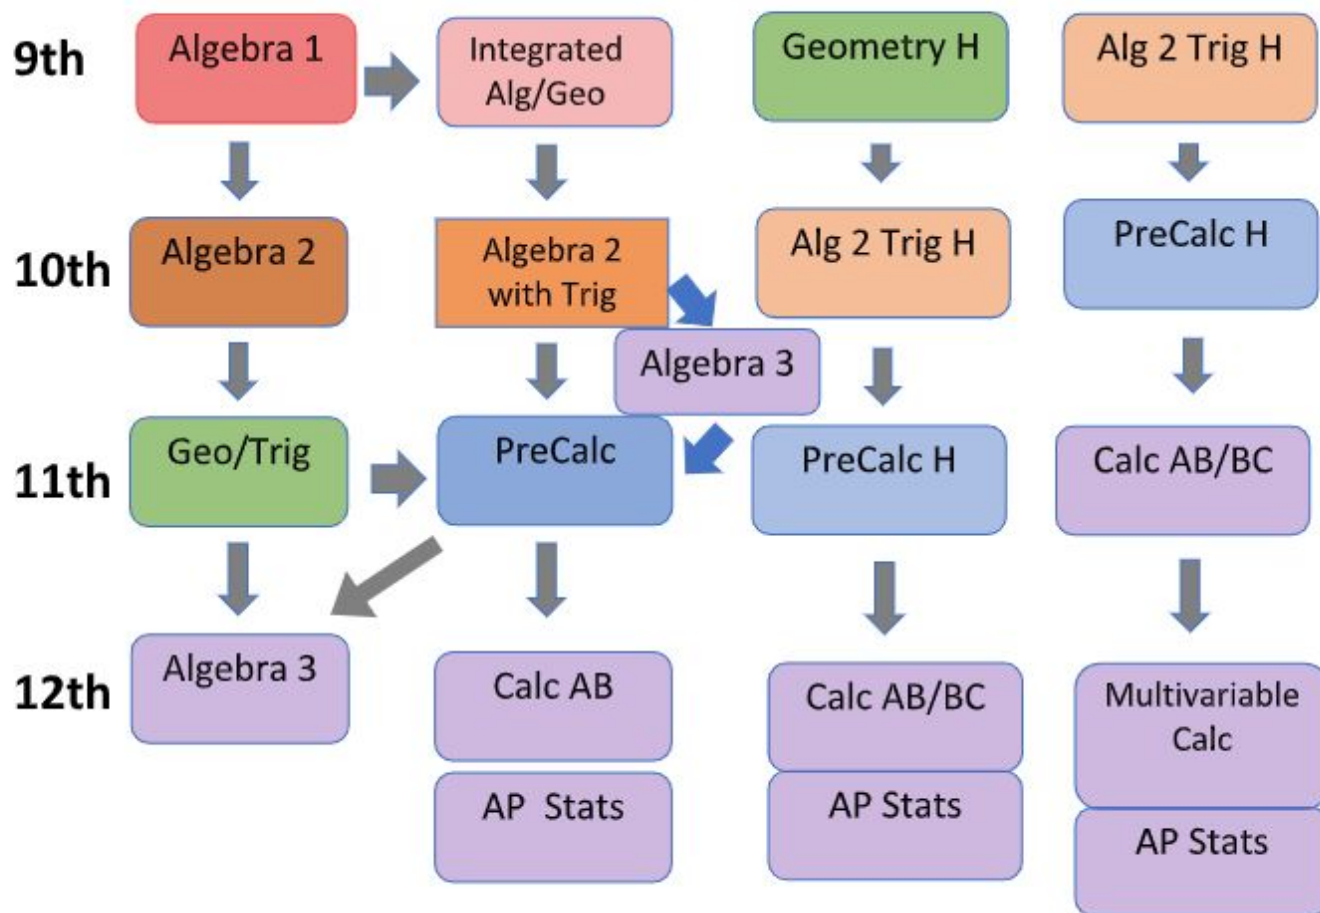 9th
Algebra 1
Integrated
Alg/Geo
Geometry H
Alg 2 Trig H
10th
Algebra 2
Algebra 2
with Trig
Alg 2 Trig H
PreCalc H
Algebra 3
11th
Geo/Trig
PreCalc
PreCalc H
Calc AB/BC
12th
Algebra 3
Calc AB
Calc AB/BC
Multivariable
Calc
AP Stats
AP Stats
AP Stats